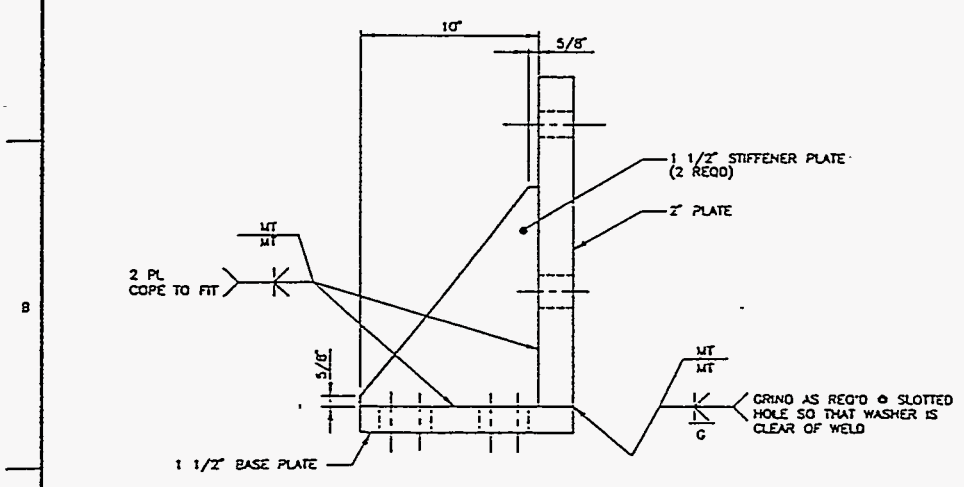 10"
5/8"
1 1/2" STIFFENER PLATE
(2 REQD)
2" PLATE
MT
MT
2 PL
COPE TO FIT
B
5/8"
MT
MT
GRIND AS REQ'D @ SLOTTED
HOLE SO THAT WASHER IS
CLEAR OF WELD
G
1 1/2" BASE PLATE